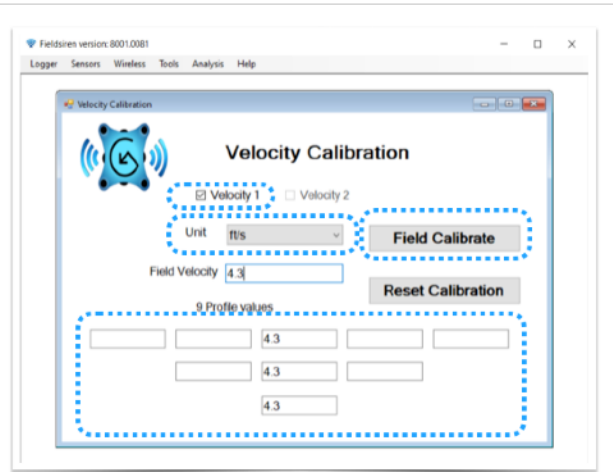 Fieldsiren version: 8001.0081
Logger Sensors Wireless Tools Analysis Help
Velocity Calibration
Velocity Calibration
Velocity 1 Velocity 2
Unit ft/s Field Calibrate
Field Velocity 4.3
Reset Calibration
9 Profile values
4.3
4.3
4.3